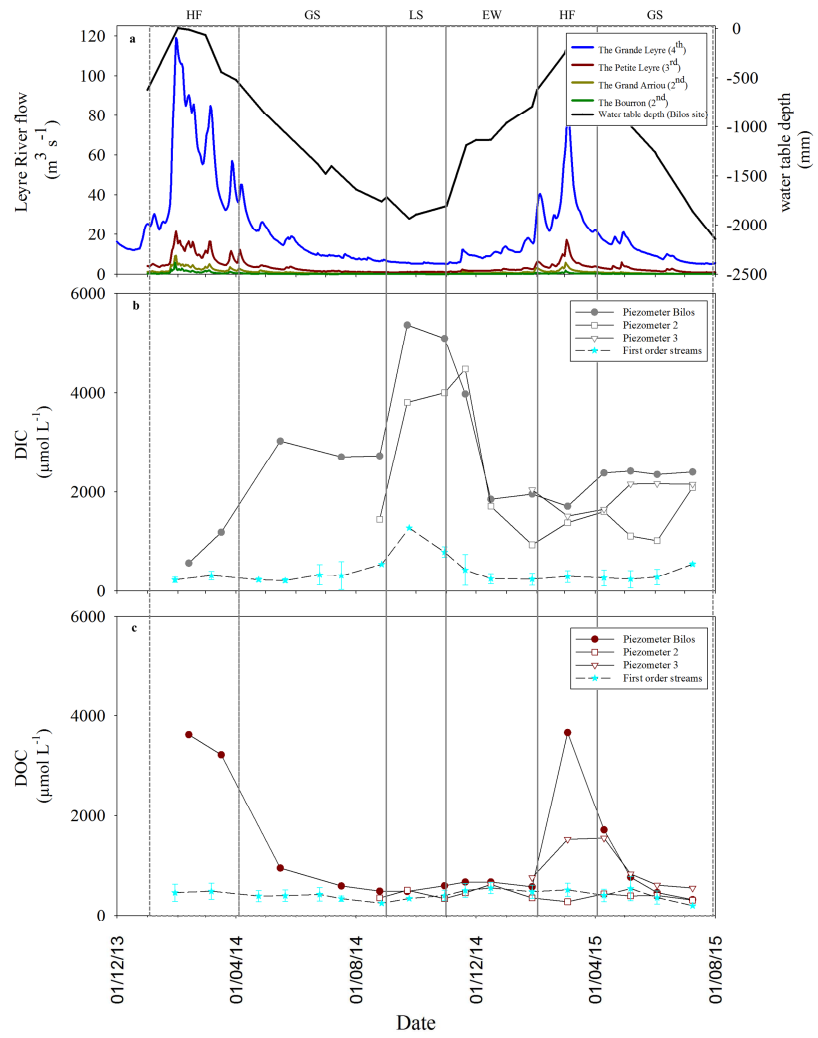 HF GS LS EW HF GS
a
120
100
80
60
40
20
0
Leyre River flow
(m³ s⁻¹)
0
-500
-1000
-1500
-2000
-2500
water table depth
(mm)
The Grande Leyre (4th)
The Petite Leyre (3rd)
The Grand Arriou (2nd)
The Bourron (2nd)
Water table depth (Bilos site)
b
6000
4000
2000
0
DIC
(µmol L⁻¹)
Piezometer Bilos
Piezometer 2
Piezometer 3
First order streams
c
6000
4000
2000
0
DOC
(µmol L⁻¹)
Piezometer Bilos
Piezometer 2
Piezometer 3
First order streams
01/12/13 01/04/14 01/08/14 01/12/14 01/04/15 01/08/15
Date